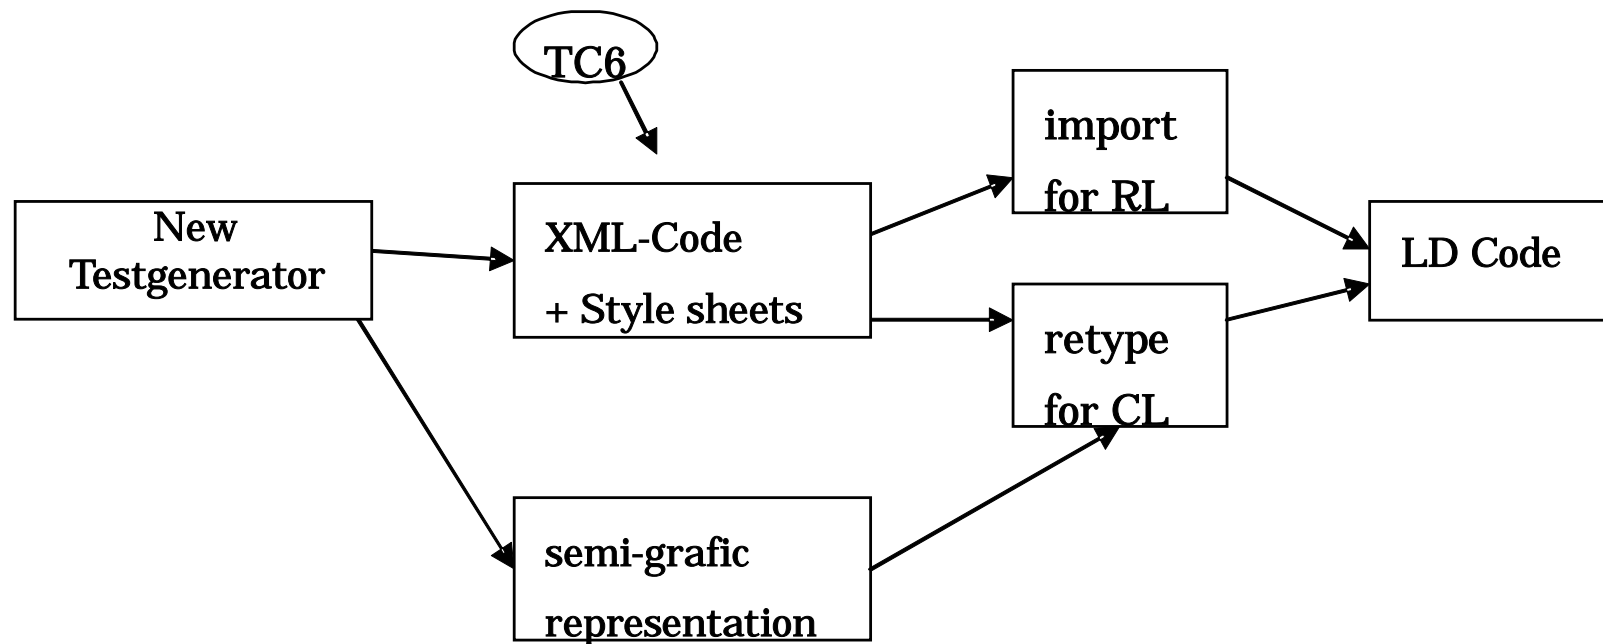 TC6
New
Testgenerator
XML-Code
+ Style sheets
import
for RL
retype
for CL
LD Code
semi-grafic
representation